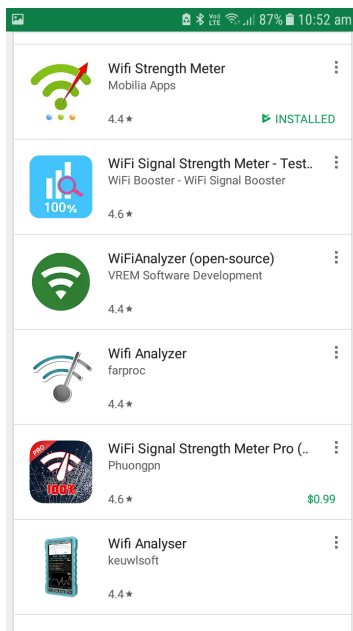 Voll LTE 87% 10:52 am
Wifi Strength Meter
Mobilia Apps
4.4★ INSTALLED
WiFi Signal Strength Meter - Test..
WiFi Booster - WiFi Signal Booster
100%
4.6★
WiFiAnalyzer (open-source)
VREM Software Development
4.4★
Wifi Analyzer
farproc
4.4★
WiFi Signal Strength Meter Pro (..
PRO
Phuongpn
100%
4.6★ $0.99
Wifi Analyser
keuwlsoft
4.4★